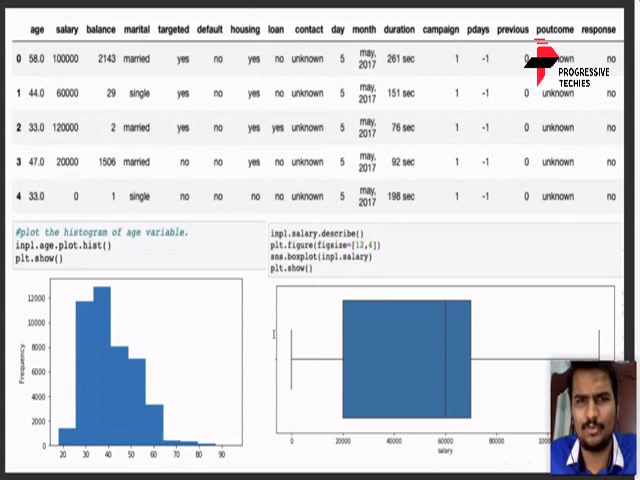 age salary balance marital targeted default housing loan contact day month duration campaign pdays previous poutcome response
0 58.0 100000 2143 married yes no yes no unknown 5 may, 2017 261 sec 1 -1 0 no
1 44.0 60000 29 single yes no yes no unknown 5 may, 2017 151 sec 1 -1 0 unknown no
2 33.0 120000 2 married yes no yes yes unknown 5 may, 2017 76 sec 1 -1 0 unknown no
3 47.0 20000 1506 married no no yes no unknown 5 may, 2017 92 sec 1 -1 0 unknown no
4 33.0 0 1 single no no no no unknown 5 may, 2017 198 sec 1 -1 0 unknown no
PROGRESSIVE
TECHIES
#plot the histogram of age variable.
inp1.age.plot.hist()
plt.show()
inp1.salary.describe()
plt.figure(figsize=[12,4])
sns.boxplot(inp1.salary)
plt.show()
12000
10000
8000
6000
4000
2000
0
Frequency
20 30 40 50 60 70 80 90
0 20000 40000 60000 80000
salary